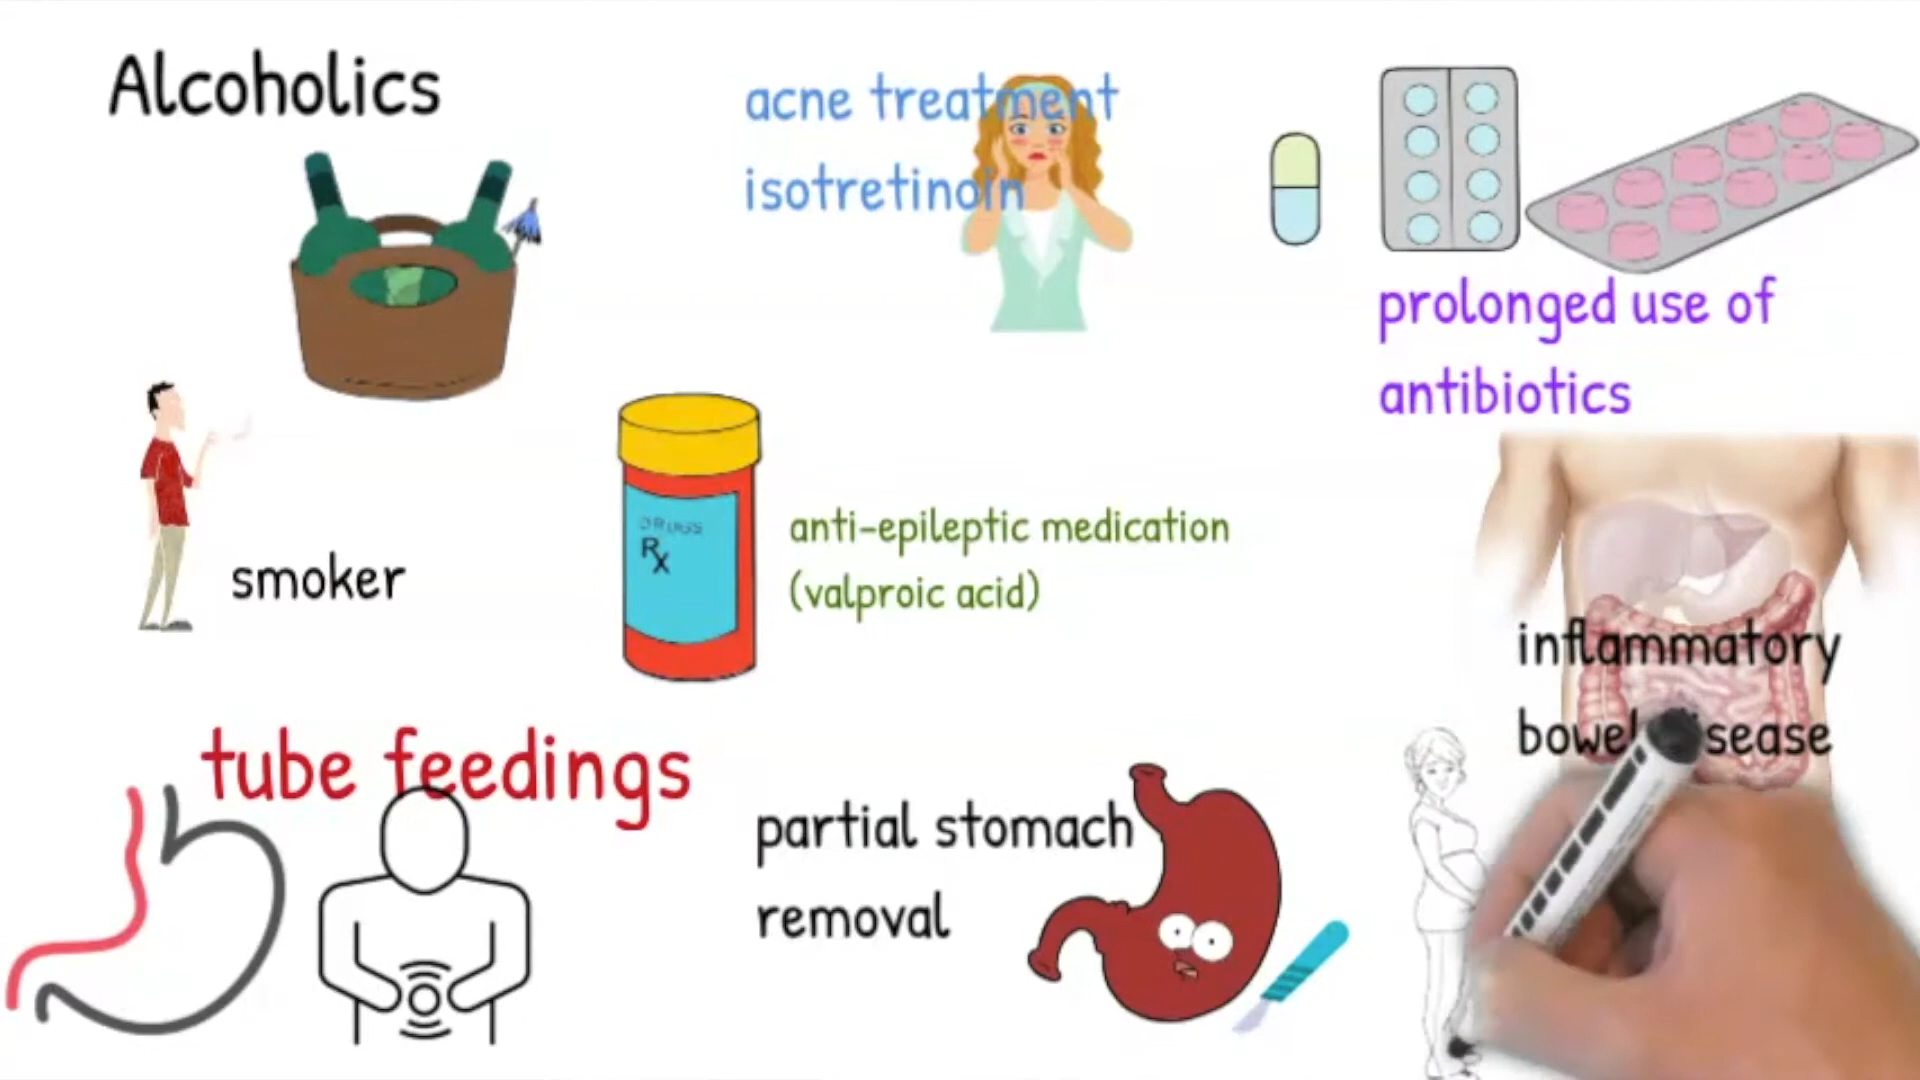 Alcoholics
acne treatment
isotretinoin
prolonged use of
antibiotics
smoker
DRUGS
Rx
anti-epileptic medication
(valproic acid)
inflammatory
bowel
tube feedings
partial stomach
removal